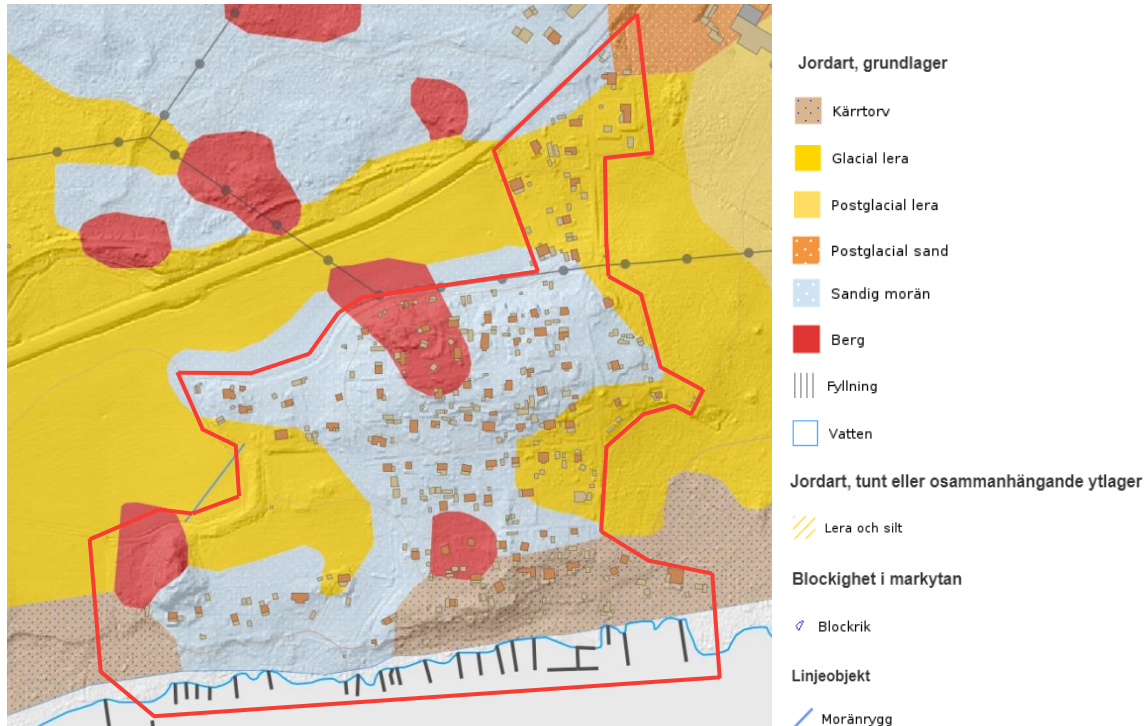 Jordart, grundlager
Kärrtorv
Glacial lera
Postglacial lera
Postglacial sand
Sandig morän
Berg
Fyllning
Vatten
Jordart, tunt eller osammanhängande ytlager
Lera och silt
Blockighet i markytan
Blockrik
Linjeobjekt
Moränrygg